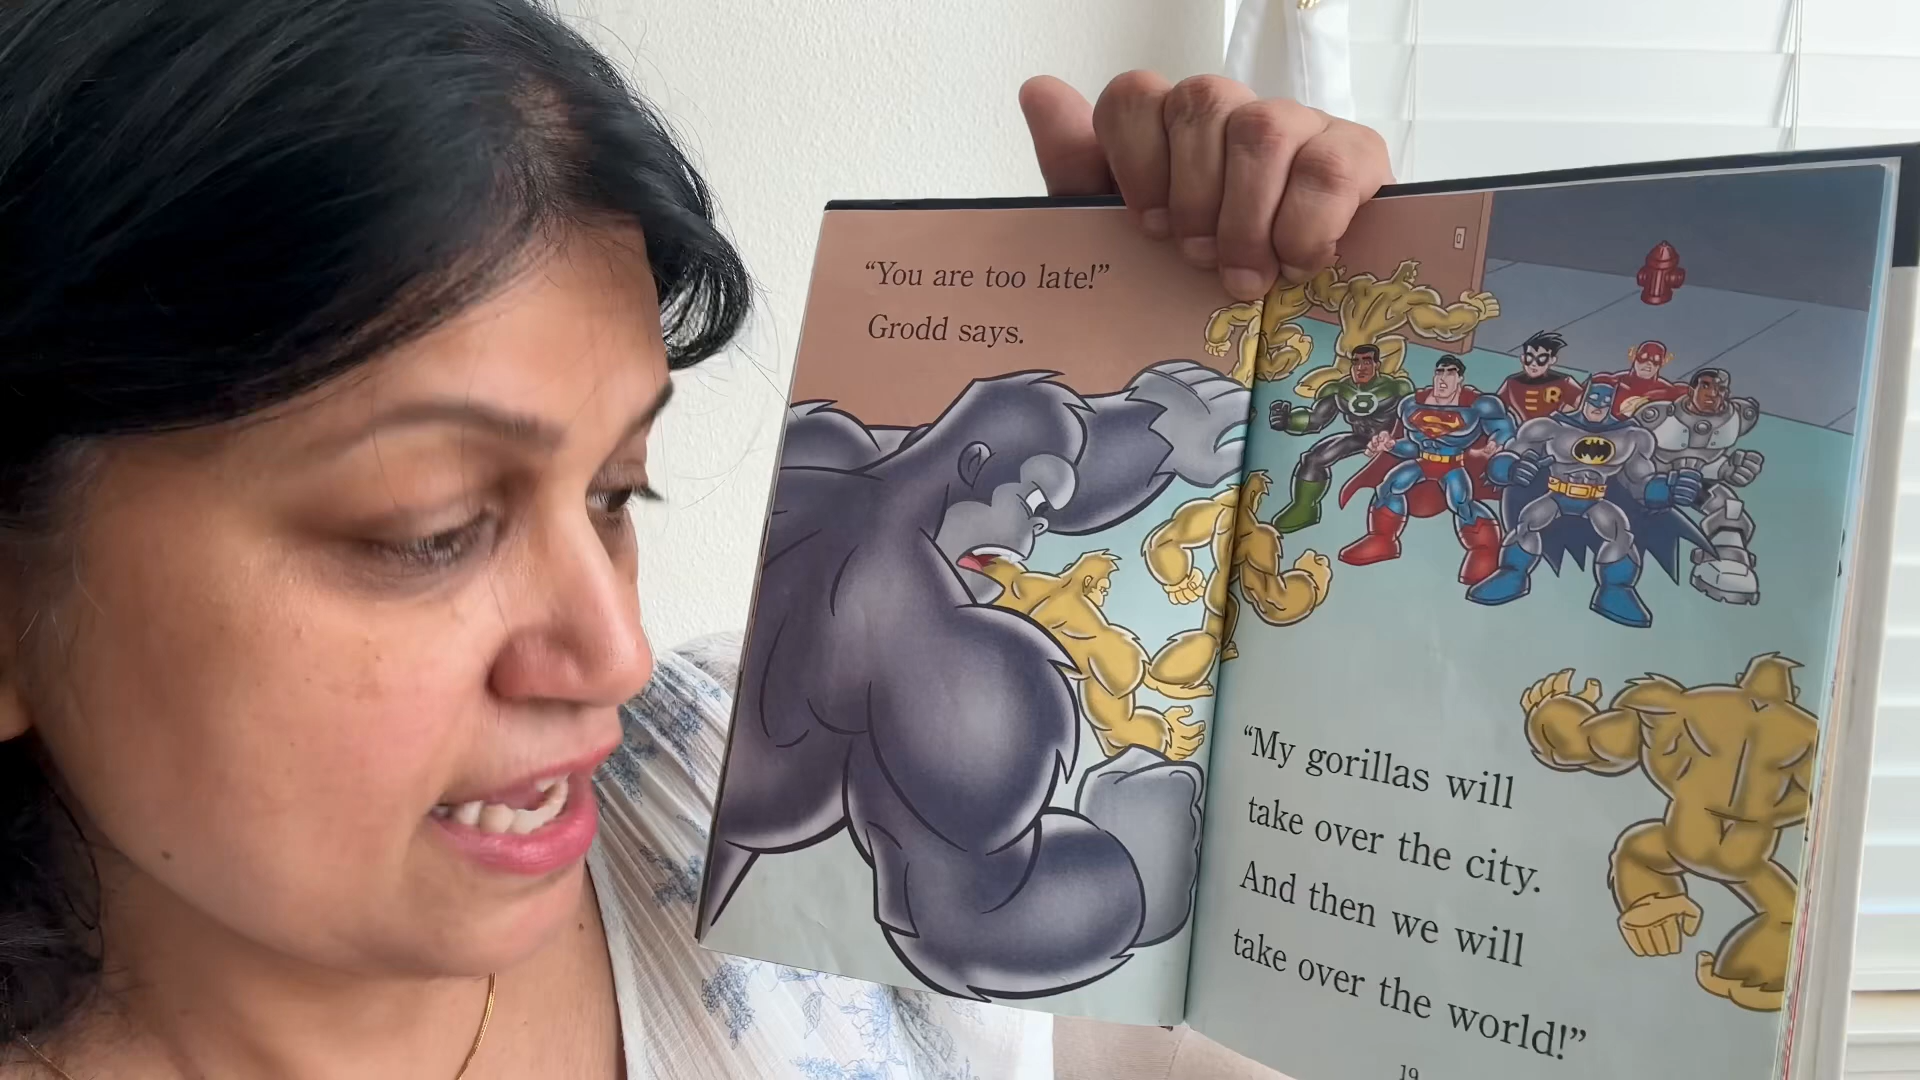 “You are too late!”
Grodd says.
“My gorillas will
take over the city.
And then we will
take over the world!”
19